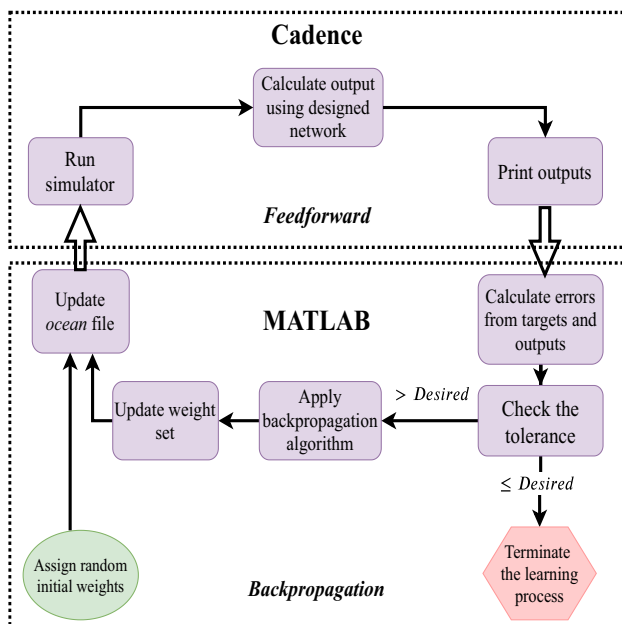 Cadence
Calculate output
using designed
network
Run
simulator
Print outputs
Feedforward
Update
ocean file
MATLAB
Calculate errors
from targets and
outputs
> Desired
Apply
backpropagation
algorithm
Update weight
set
Check the
tolerance
≤ Desired
Assign random
initial weights
Backpropagation
Terminate
the learning
process